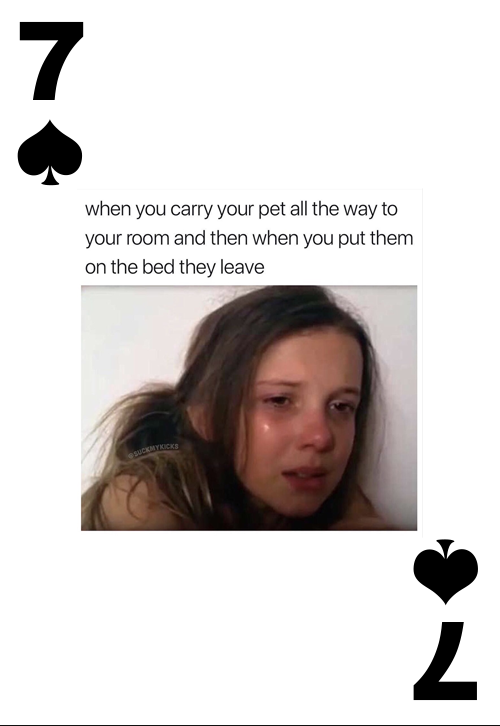 7
when you carry your pet all the way to
your room and then when you put them
on the bed they leave
@SUCKMYKICKS
7